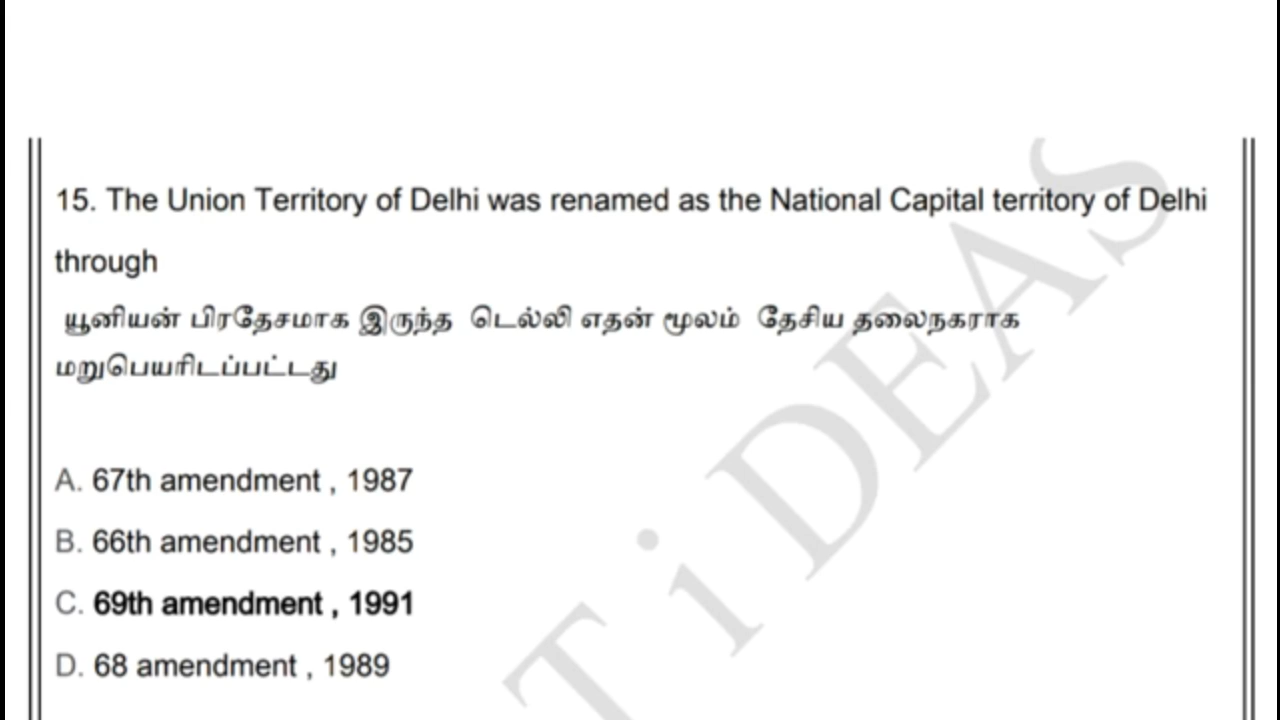 15. The Union Territory of Delhi was renamed as the National Capital territory of Delhi
through
யூனியன் பிரதேசமாக இருந்த டெல்லி எதன் மூலம் தேசிய தலைநகராக
மறுபெயரிடப்பட்டது
A. 67th amendment , 1987
B. 66th amendment , 1985
C. 69th amendment , 1991
D. 68 amendment , 1989
T i DEAS